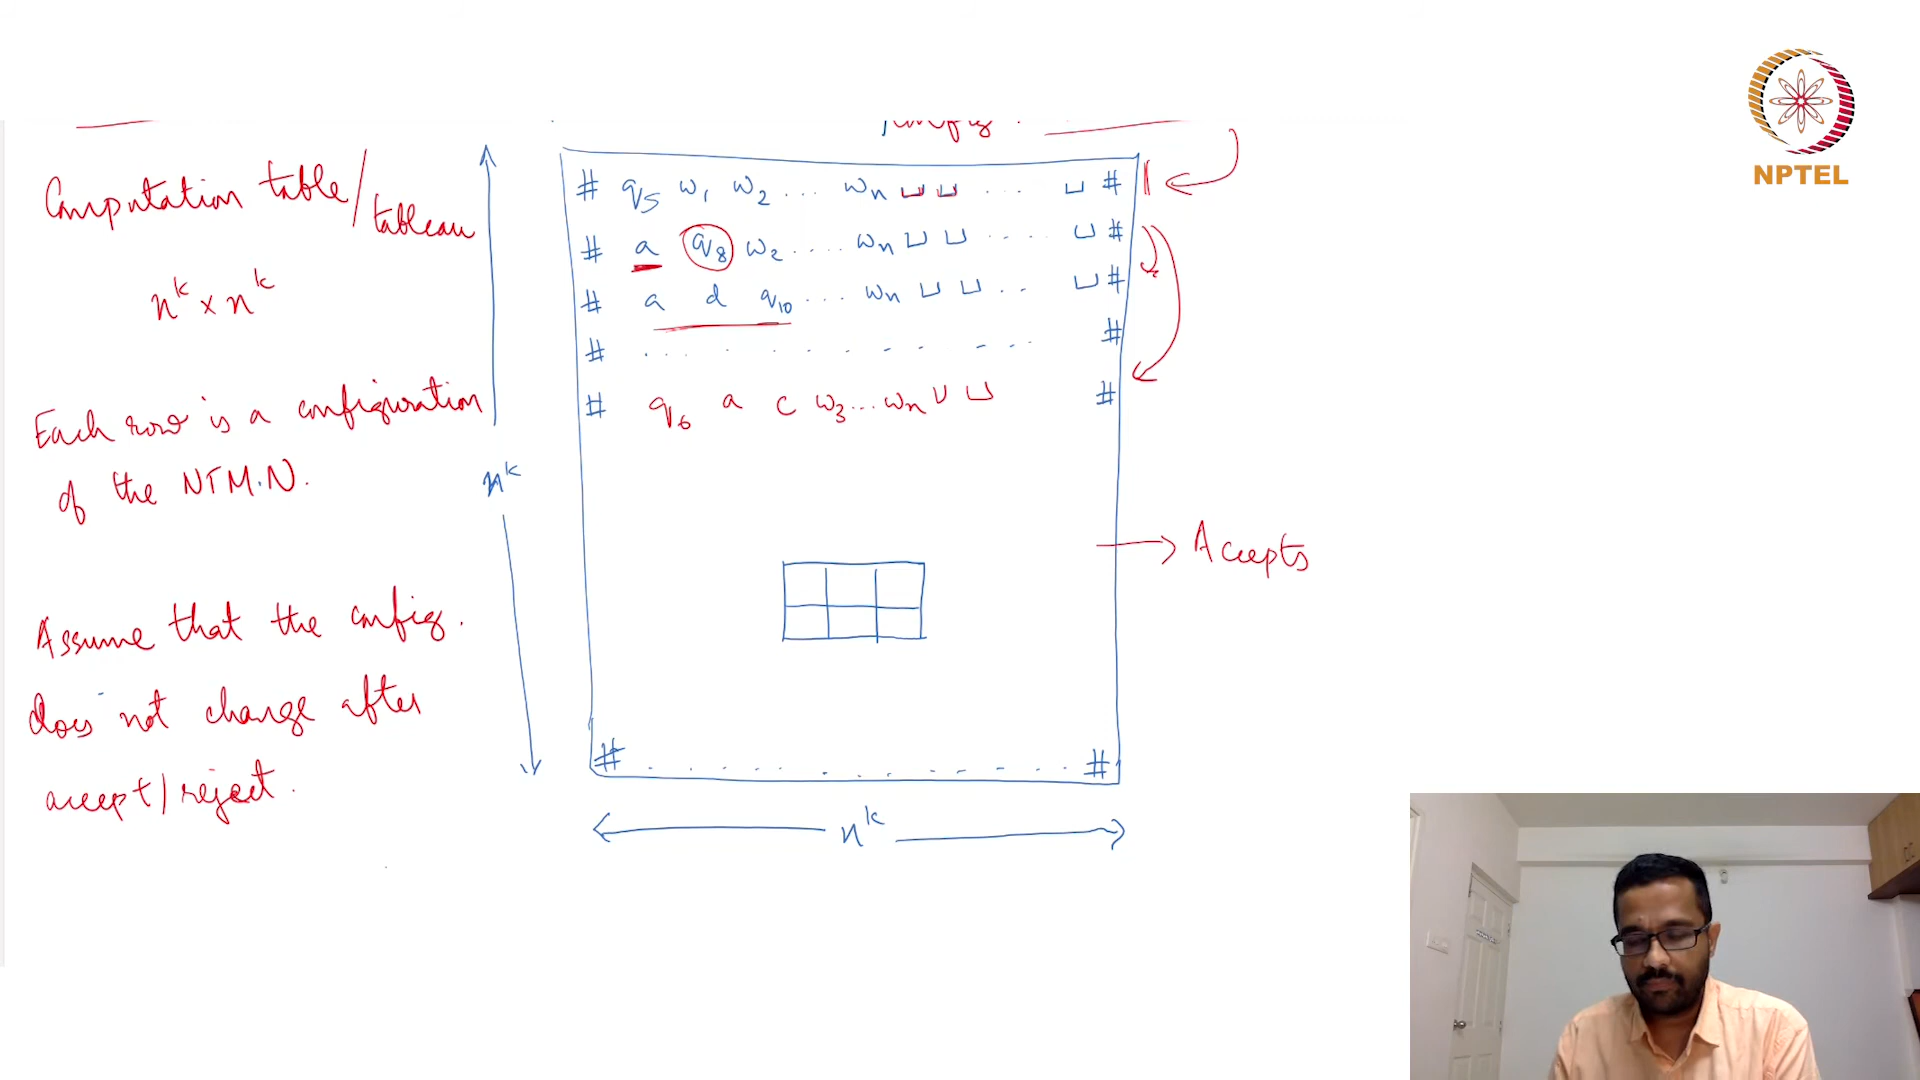 config.
NPTEL
Computation table/
tableau
n^k × n^k
Each row is a configuration
of the NTM N.
Assume that the config.
does not change after
accept/reject.
# q5 w1 w2 ... wn ⊔ ⊔ ... ⊔ #
# a q8 w2 .... wn ⊔ ⊔ .... ⊔ #
# a d q10 ... wn ⊔ ⊔ .. ⊔ #
# ... . . . . . . ... #
# q6 a c w3 ... wn ⊔ ⊔ #
n^k
Accepts
# . . . . . . . . . . #
n^k